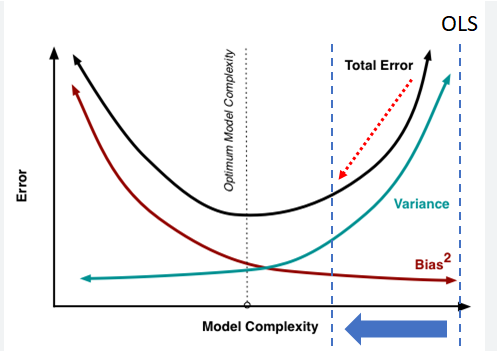 OLS
Total Error
Optimum Model Complexity
Error
Variance
Bias²
Model Complexity